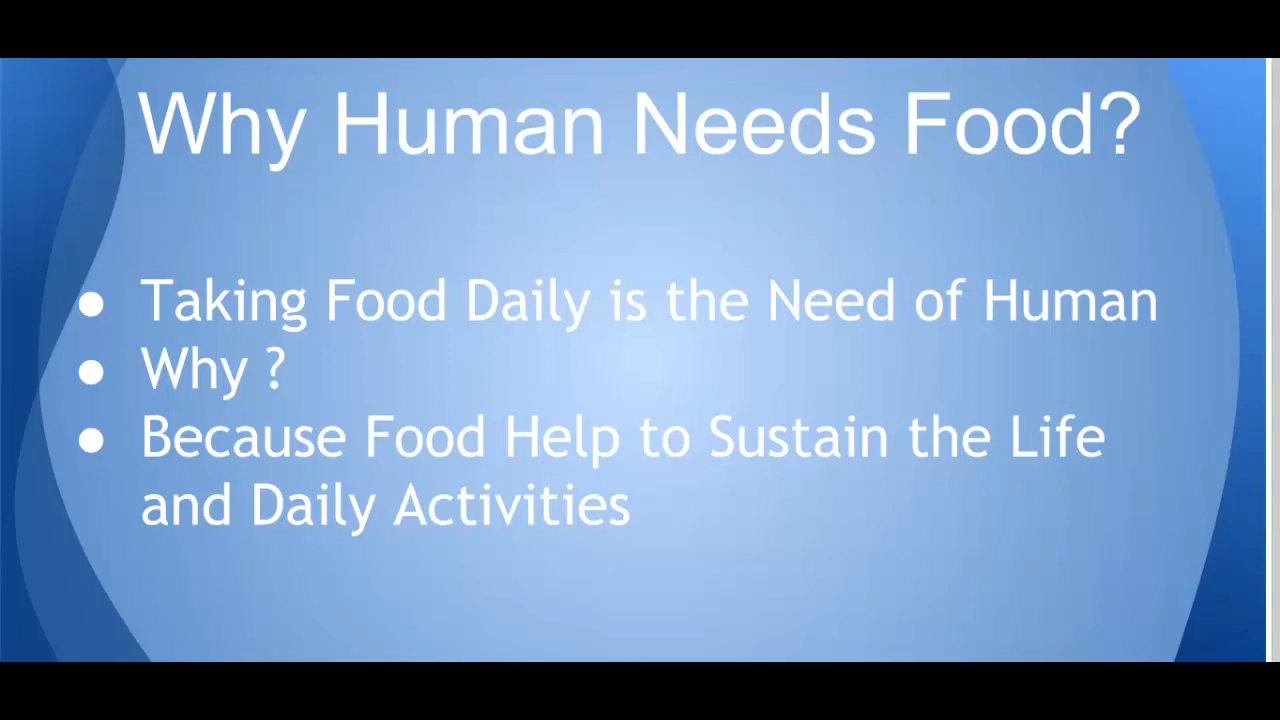 Why Human Needs Food?
● Taking Food Daily is the Need of Human
● Why ?
● Because Food Help to Sustain the Life
and Daily Activities